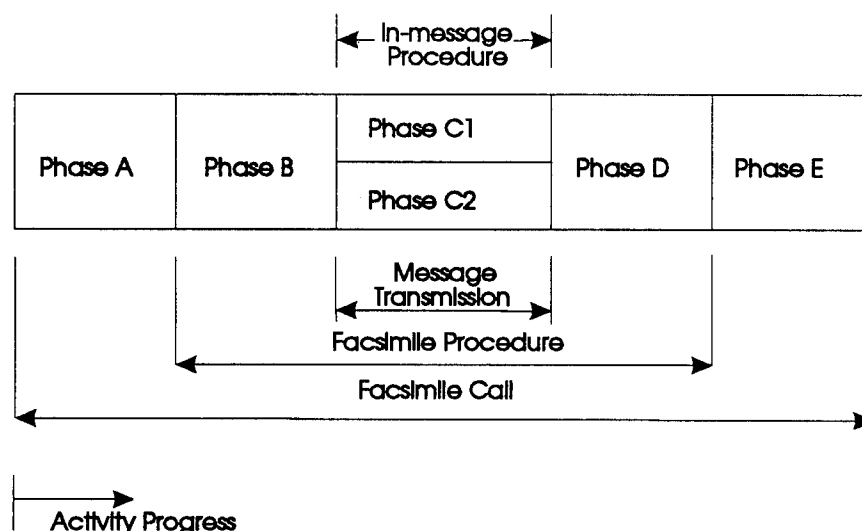 In-message
Procedure
Phase A
Phase B
Phase C1
Phase C2
Phase D
Phase E
Message
Transmission
Facsimile Procedure
Facsimile Call
Activity Progress